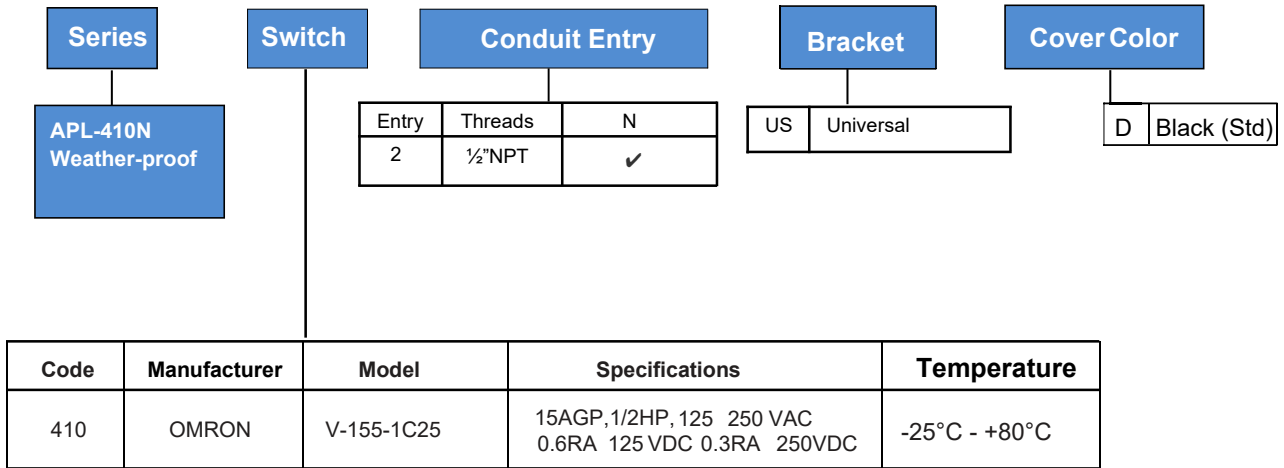 Series
Switch
Conduit Entry
Bracket
Cover Color
APL-410N
Weather-proof
Entry Threads N
2 ½"NPT ✔
US Universal
D Black (Std)
Code Manufacturer Model Specifications Temperature
410 OMRON V-155-1C25 15AGP,1/2HP, 125 250 VAC
0.6RA 125 VDC 0.3RA 250VDC
-25°C - +80°C